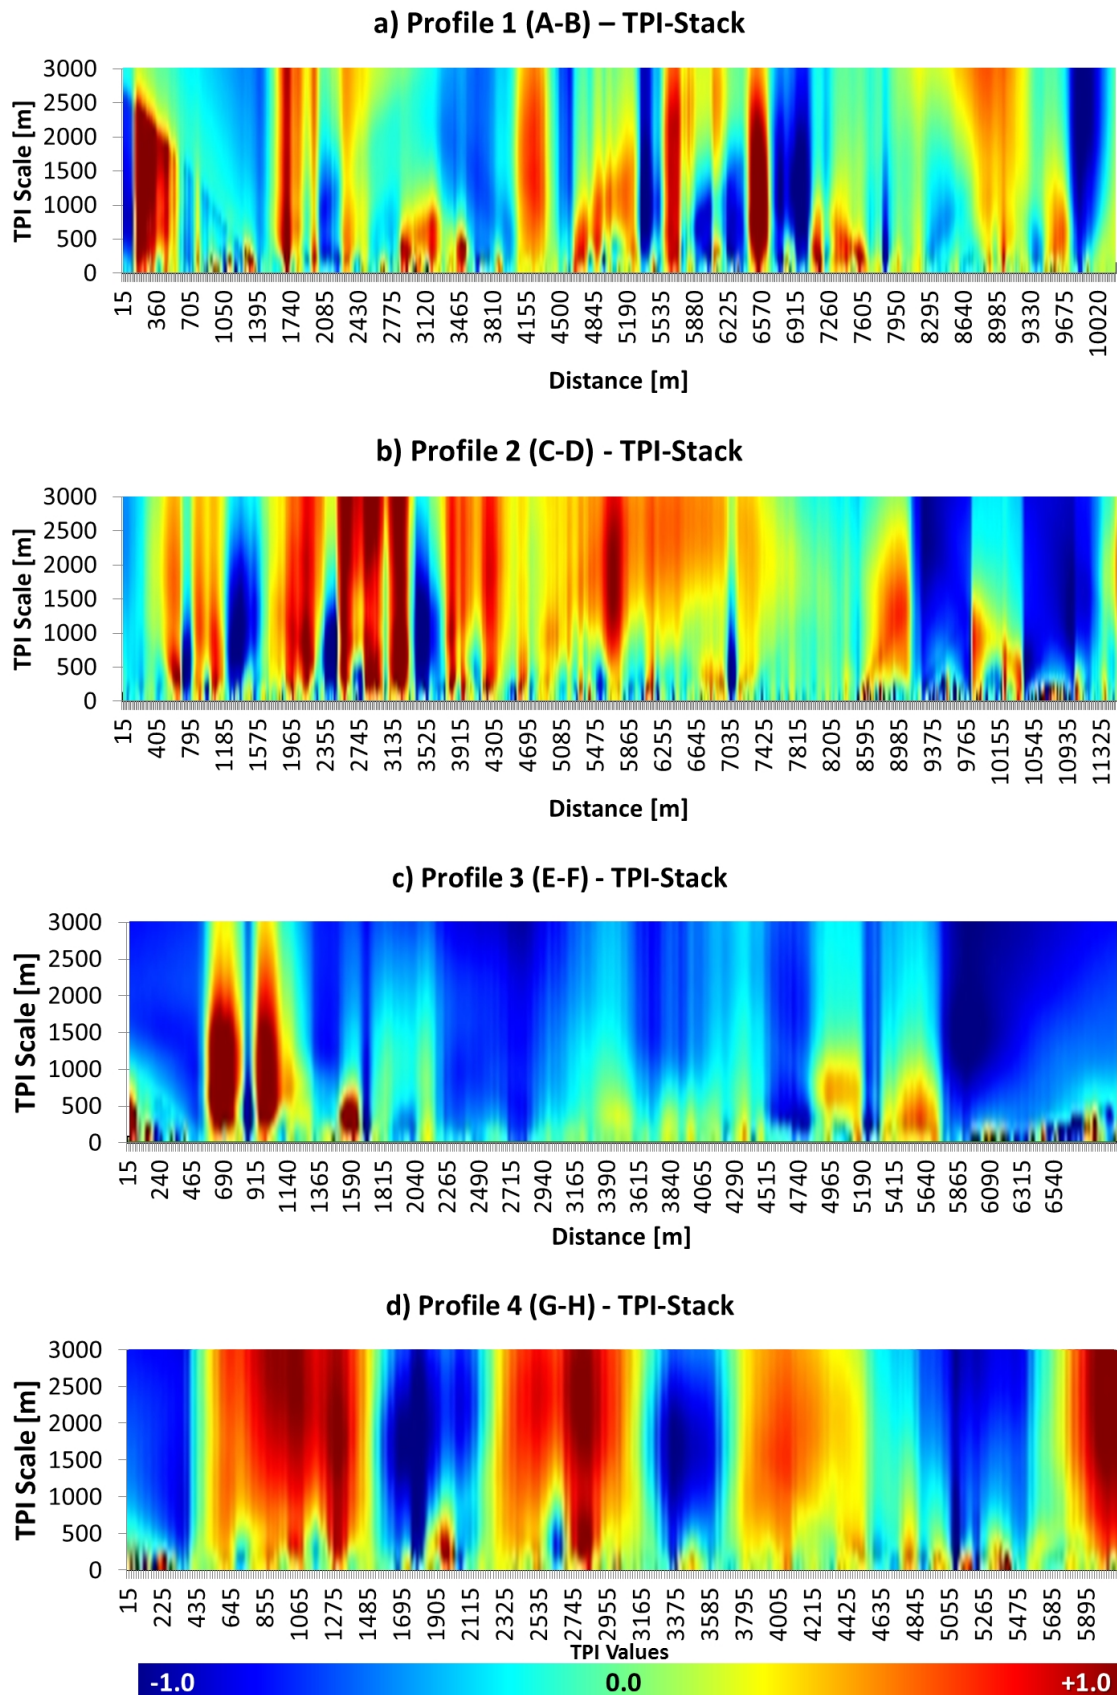 a) Profile 1 (A-B) – TPI-Stack
TPI Scale [m]
3000
2500
2000
1500
1000
500
0
15 360 705 1050 1395 1740 2085 2430 2775 3120 3465 3810 4155 4500 4845 5190 5535 5880 6225 6570 6915 7260 7605 7950 8295 8640 8985 9330 9675 10020
Distance [m]
b) Profile 2 (C-D) - TPI-Stack
TPI Scale [m]
3000
2500
2000
1500
1000
500
0
15 405 795 1185 1575 1965 2355 2745 3135 3525 3915 4305 4695 5085 5475 5865 6255 6645 7035 7425 7815 8205 8595 8985 9375 9765 10155 10545 10935 11325
Distance [m]
c) Profile 3 (E-F) - TPI-Stack
TPI Scale [m]
3000
2500
2000
1500
1000
500
0
15 240 465 690 915 1140 1365 1590 1815 2040 2265 2490 2715 2940 3165 3390 3615 3840 4065 4290 4515 4740 4965 5190 5415 5640 5865 6090 6315 6540
Distance [m]
d) Profile 4 (G-H) - TPI-Stack
TPI Scale [m]
3000
2500
2000
1500
1000
500
0
15 225 435 645 855 1065 1275 1485 1695 1905 2115 2325 2535 2745 2955 3165 3375 3585 3795 4005 4215 4425 4635 4845 5055 5265 5475 5685 5895
TPI Values
-1.0 0.0 +1.0